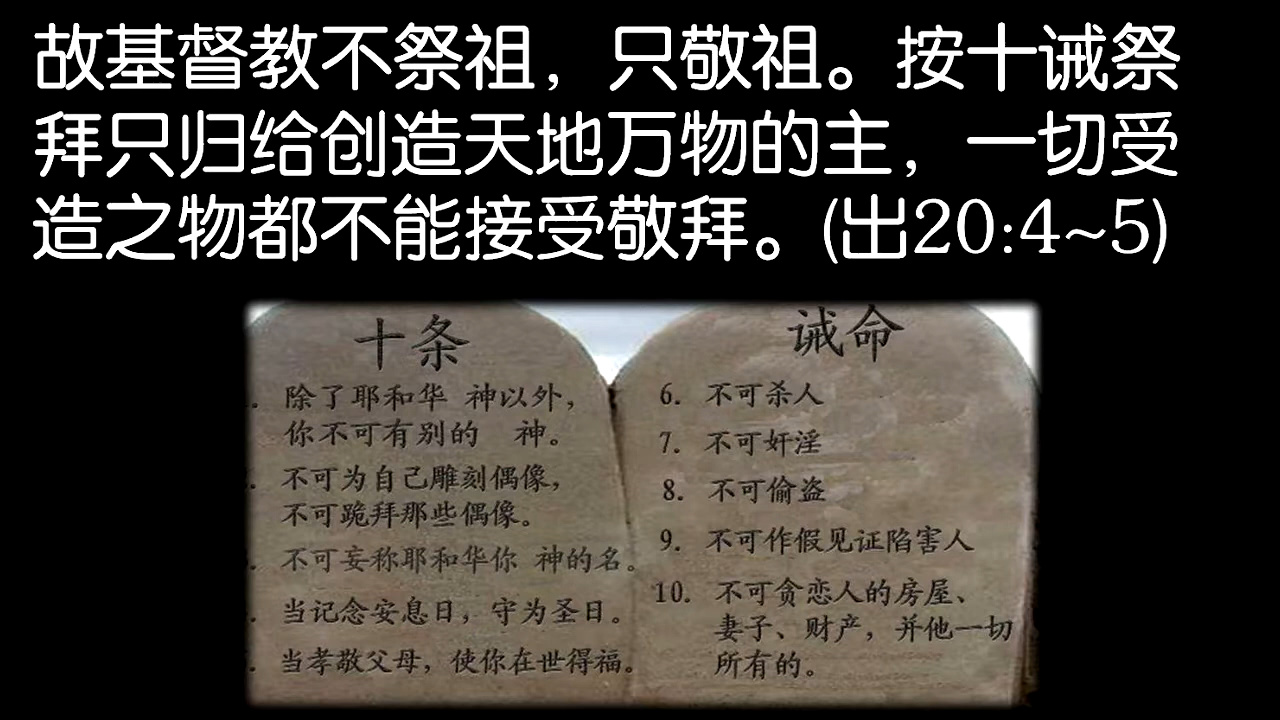 故基督教不祭祖，只敬祖。按十诫祭
拜只归给创造天地万物的主，一切受
造之物都不能接受敬拜。(出20:4~5)
十条
. 除了耶和华 神以外，
你不可有别的 神。
. 不可为自己雕刻偶像，
不可跪拜那些偶像。
. 不可妄称耶和华你 神的名。
. 当记念安息日，守为圣日。
. 当孝敬父母，使你在世得福。
诫命
6. 不可杀人
7. 不可奸淫
8. 不可偷盗
9. 不可作假见证陷害人
10. 不可贪恋人的房屋、
妻子、财产，并他一切
所有的。